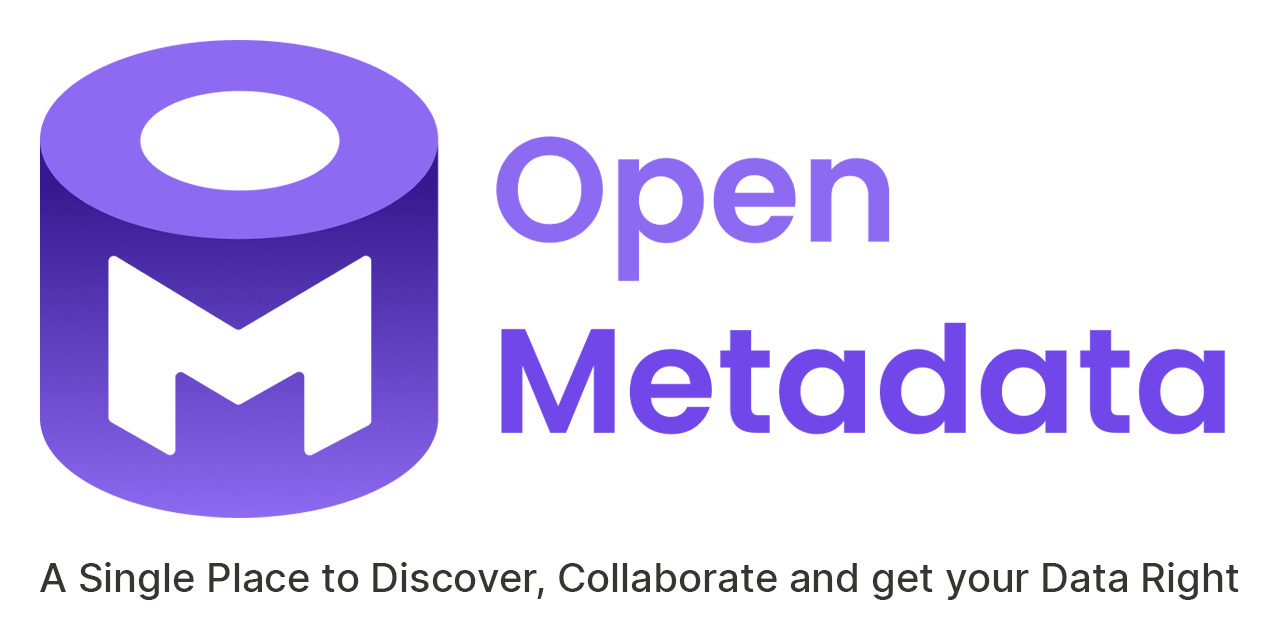 Open
Metadata
A Single Place to Discover, Collaborate and get your Data Right